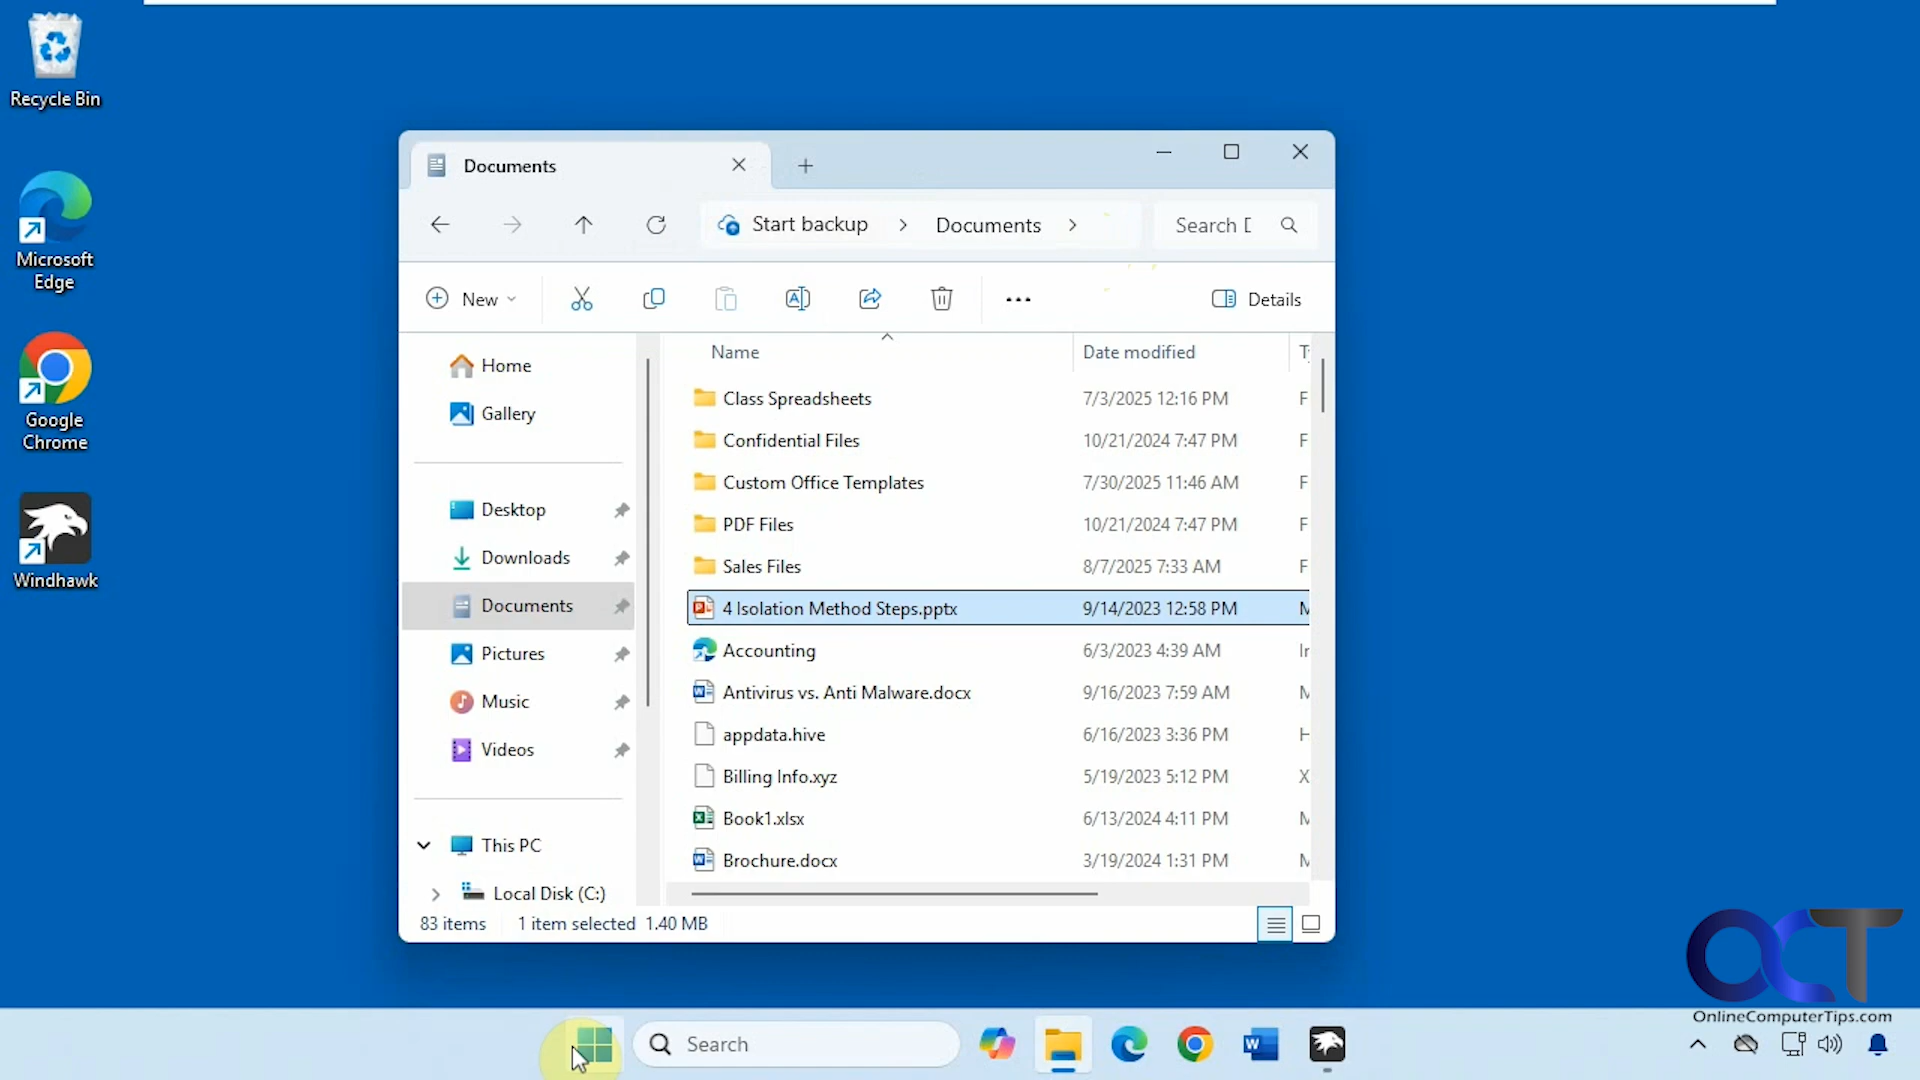 Recycle Bin
Microsoft
Edge
Google
Chrome
Windhawk
Documents
Start backup
Documents
Search D
New
Details
Home
Gallery
Desktop
Downloads
Documents
Pictures
Music
Videos
This PC
Local Disk (C:)
Name Date modified
Class Spreadsheets 7/3/2025 12:16 PM F
Confidential Files 10/21/2024 7:47 PM F
Custom Office Templates 7/30/2025 11:46 AM F
PDF Files 10/21/2024 7:47 PM F
Sales Files 8/7/2025 7:33 AM F
4 Isolation Method Steps.pptx 9/14/2023 12:58 PM M
Accounting 6/3/2023 4:39 AM Ir
Antivirus vs. Anti Malware.docx 9/16/2023 7:59 AM M
appdata.hive 6/16/2023 3:36 PM H
Billing Info.xyz 5/19/2023 5:12 PM X
Book1.xlsx 6/13/2024 4:11 PM M
Brochure.docx 3/19/2024 1:31 PM M
83 items 1 item selected 1.40 MB
OCT
OnlineComputerTips.com
Search